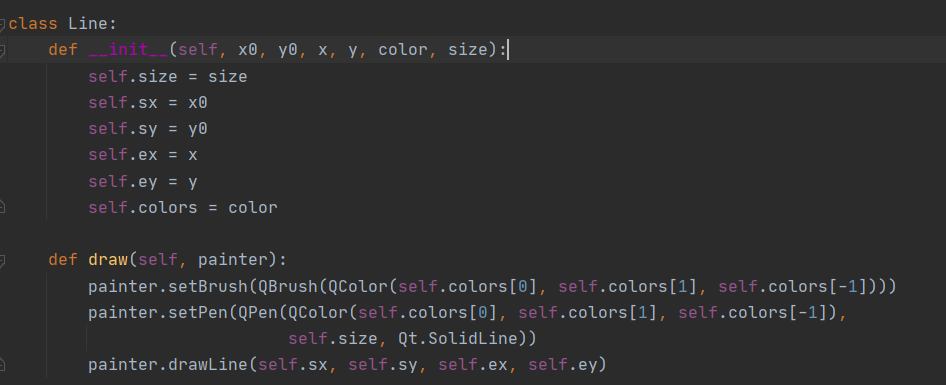 class Line:
    def __init__(self, x0, y0, x, y, color, size):
        self.size = size
        self.sx = x0
        self.sy = y0
        self.ex = x
        self.ey = y
        self.colors = color

    def draw(self, painter):
        painter.setBrush(QBrush(QColor(self.colors[0], self.colors[1], self.colors[-1])))
        painter.setPen(QPen(QColor(self.colors[0], self.colors[1], self.colors[-1]),
                            self.size, Qt.SolidLine))
        painter.drawLine(self.sx, self.sy, self.ex, self.ey)